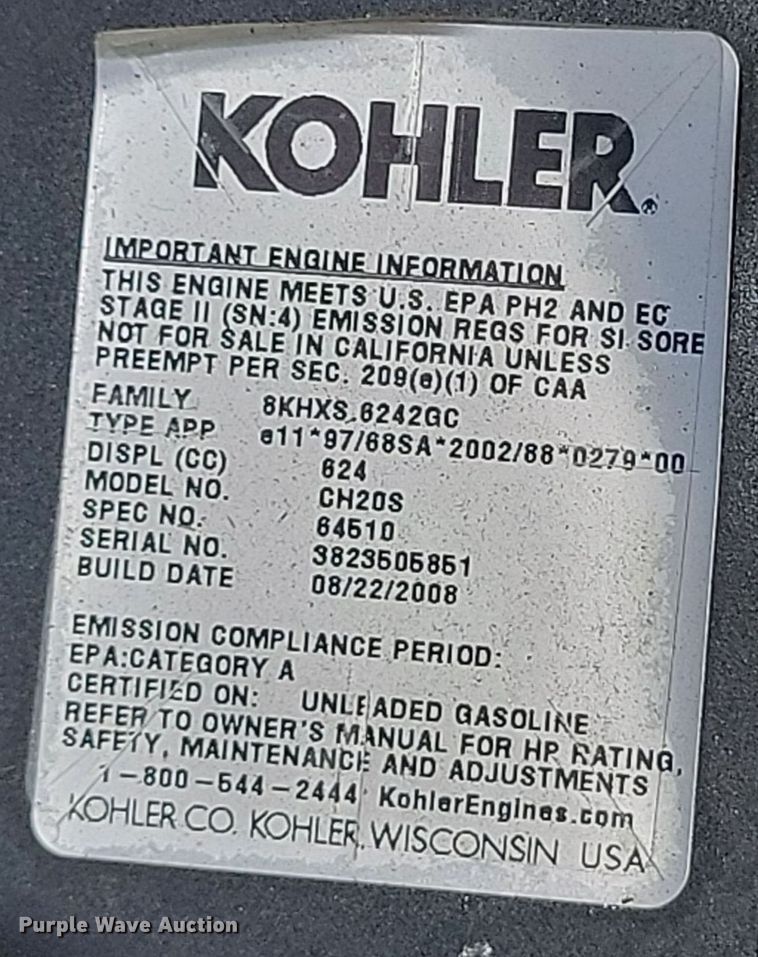 KOHLER®
IMPORTANT ENGINE INFORMATION
THIS ENGINE MEETS U.S. EPA PH2 AND EC
STAGE II (SN:4) EMISSION REGS FOR SI SORE
NOT FOR SALE IN CALIFORNIA UNLESS
PREEMPT PER SEC. 209(e)(1) OF CAA
FAMILY 8KHXS.6242GC
TYPE APP e11*97/68SA*2002/88*0279*00
DISPL (CC) 624
MODEL NO. CH20S
SPEC NO. 64510
SERIAL NO. 3823505851
BUILD DATE 08/22/2008
EMISSION COMPLIANCE PERIOD:
EPA:CATEGORY A
CERTIFIED ON: UNLEADED GASOLINE
REFER TO OWNER'S MANUAL FOR HP RATING,
SAFETY, MAINTENANCE AND ADJUSTMENTS
1-800-544-2444 KohlerEngines.com
KOHLER CO. KOHLER, WISCONSIN USA
Purple Wave Auction